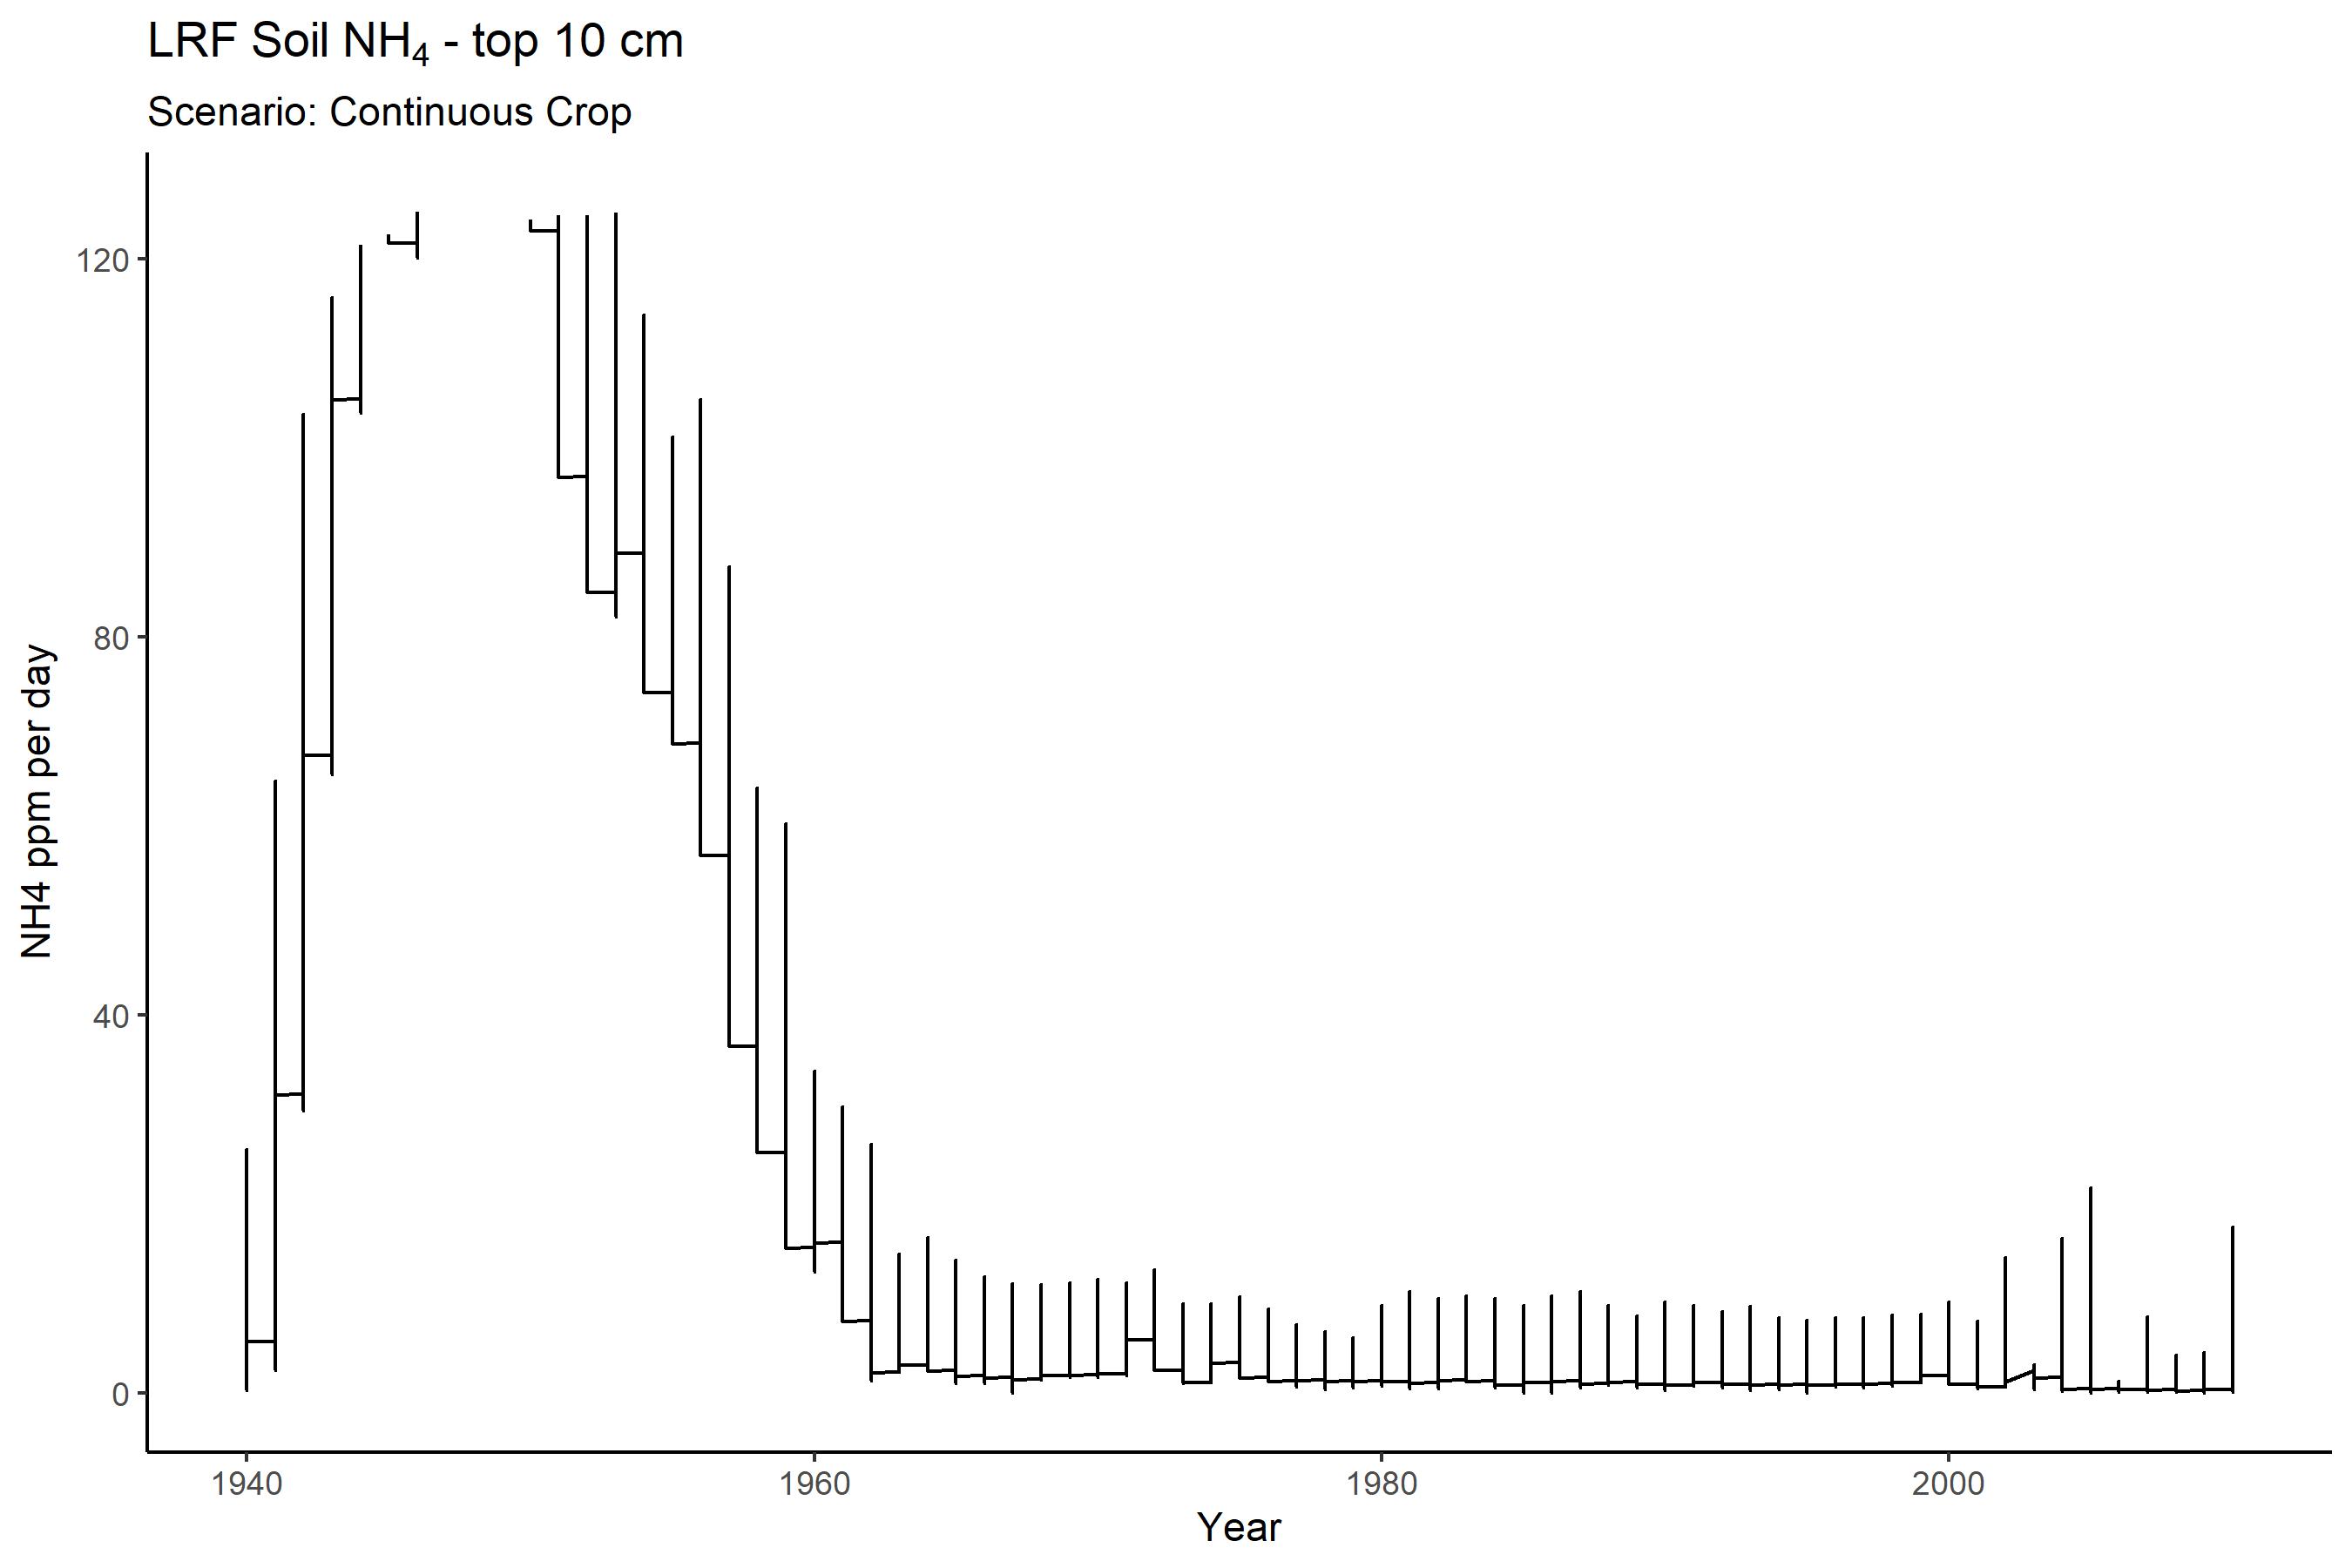 LRF Soil NH₄ - top 10 cm
Scenario: Continuous Crop
NH4 ppm per day
120
80
40
0
1940 1960 1980 2000
Year